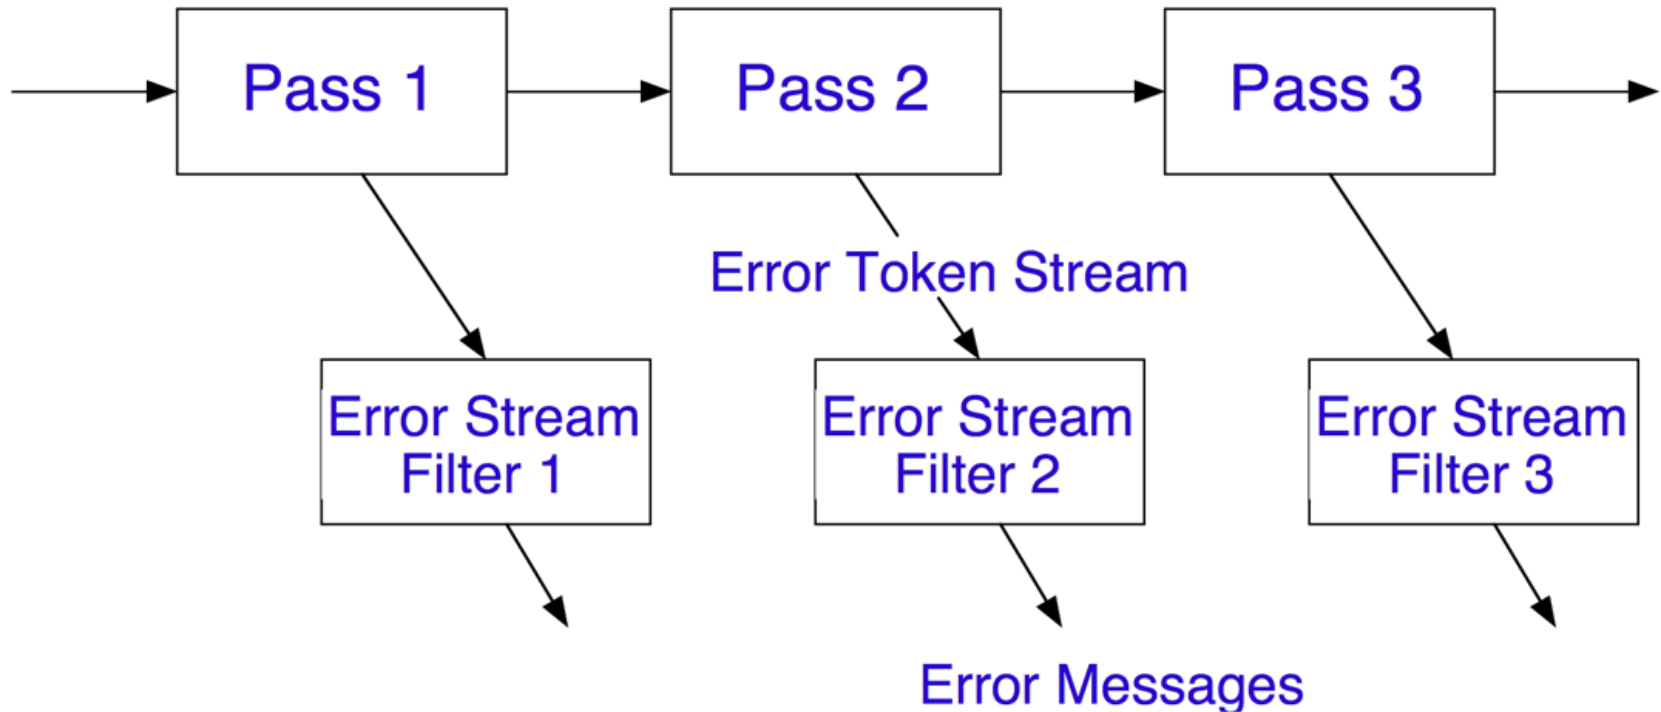 Pass 1
Pass 2
Pass 3
Error Token Stream
Error Stream
Filter 1
Error Stream
Filter 2
Error Stream
Filter 3
Error Messages